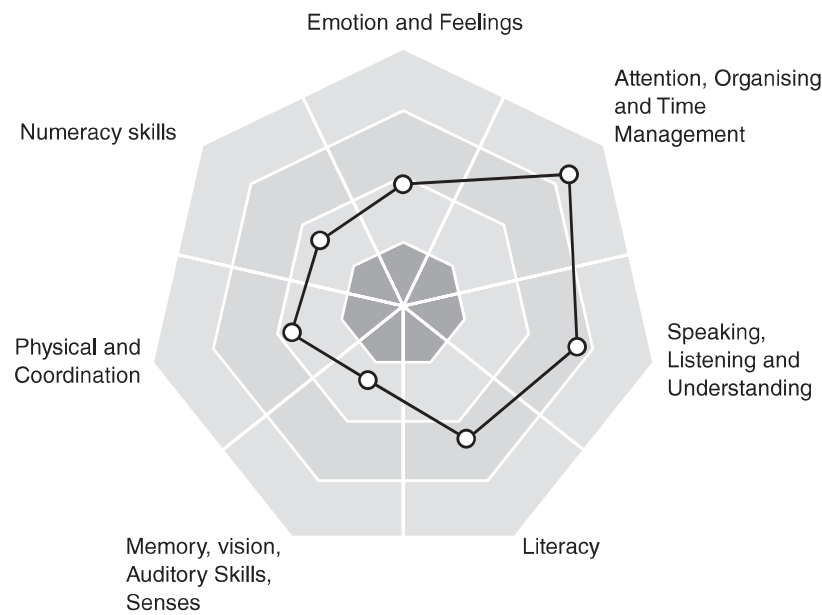 Emotion and Feelings
Attention, Organising
and Time
Management
Numeracy skills
Speaking,
Listening and
Understanding
Physical and
Coordination
Literacy
Memory, vision,
Auditory Skills,
Senses